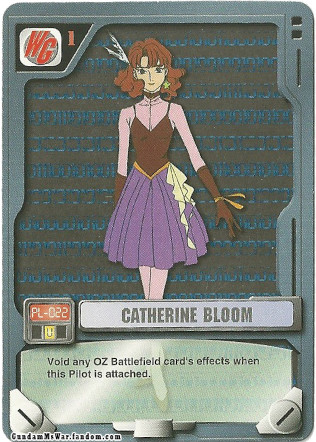 WG 1
CATHERINE BLOOM
PL-022
U
Void any OZ Battlefield card's effects when
this Pilot is attached.
GundamMsWar.fandom.com